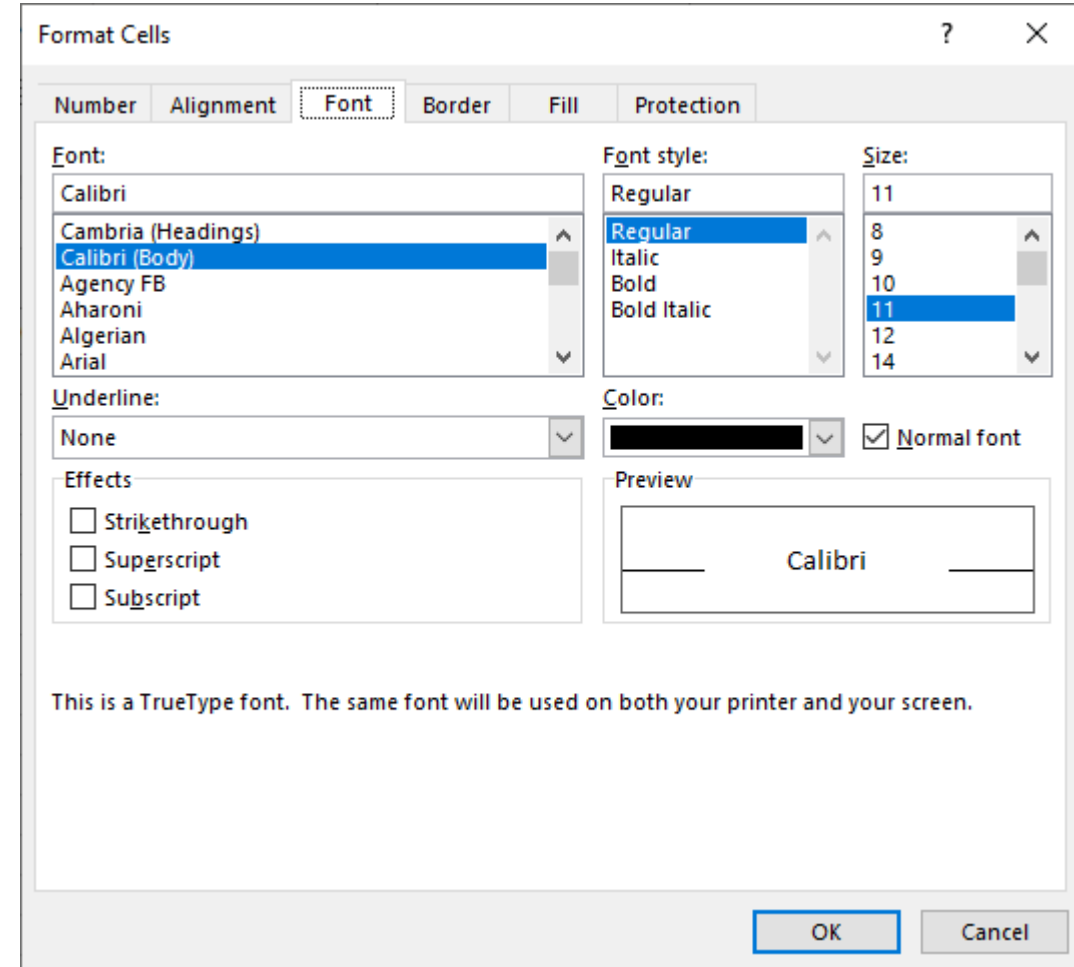 Format Cells ?
Number Alignment Font Border Fill Protection
Font: Font style: Size:
Calibri Regular 11
Cambria (Headings) Regular 8
Calibri (Body) Italic 9
Agency FB Bold 10
Aharoni Bold Italic 11
Algerian 12
Arial 14
Underline: Color:
None Normal font
Effects Preview
Strikethrough
Superscript Calibri
Subscript
This is a TrueType font. The same font will be used on both your printer and your screen.
OK Cancel